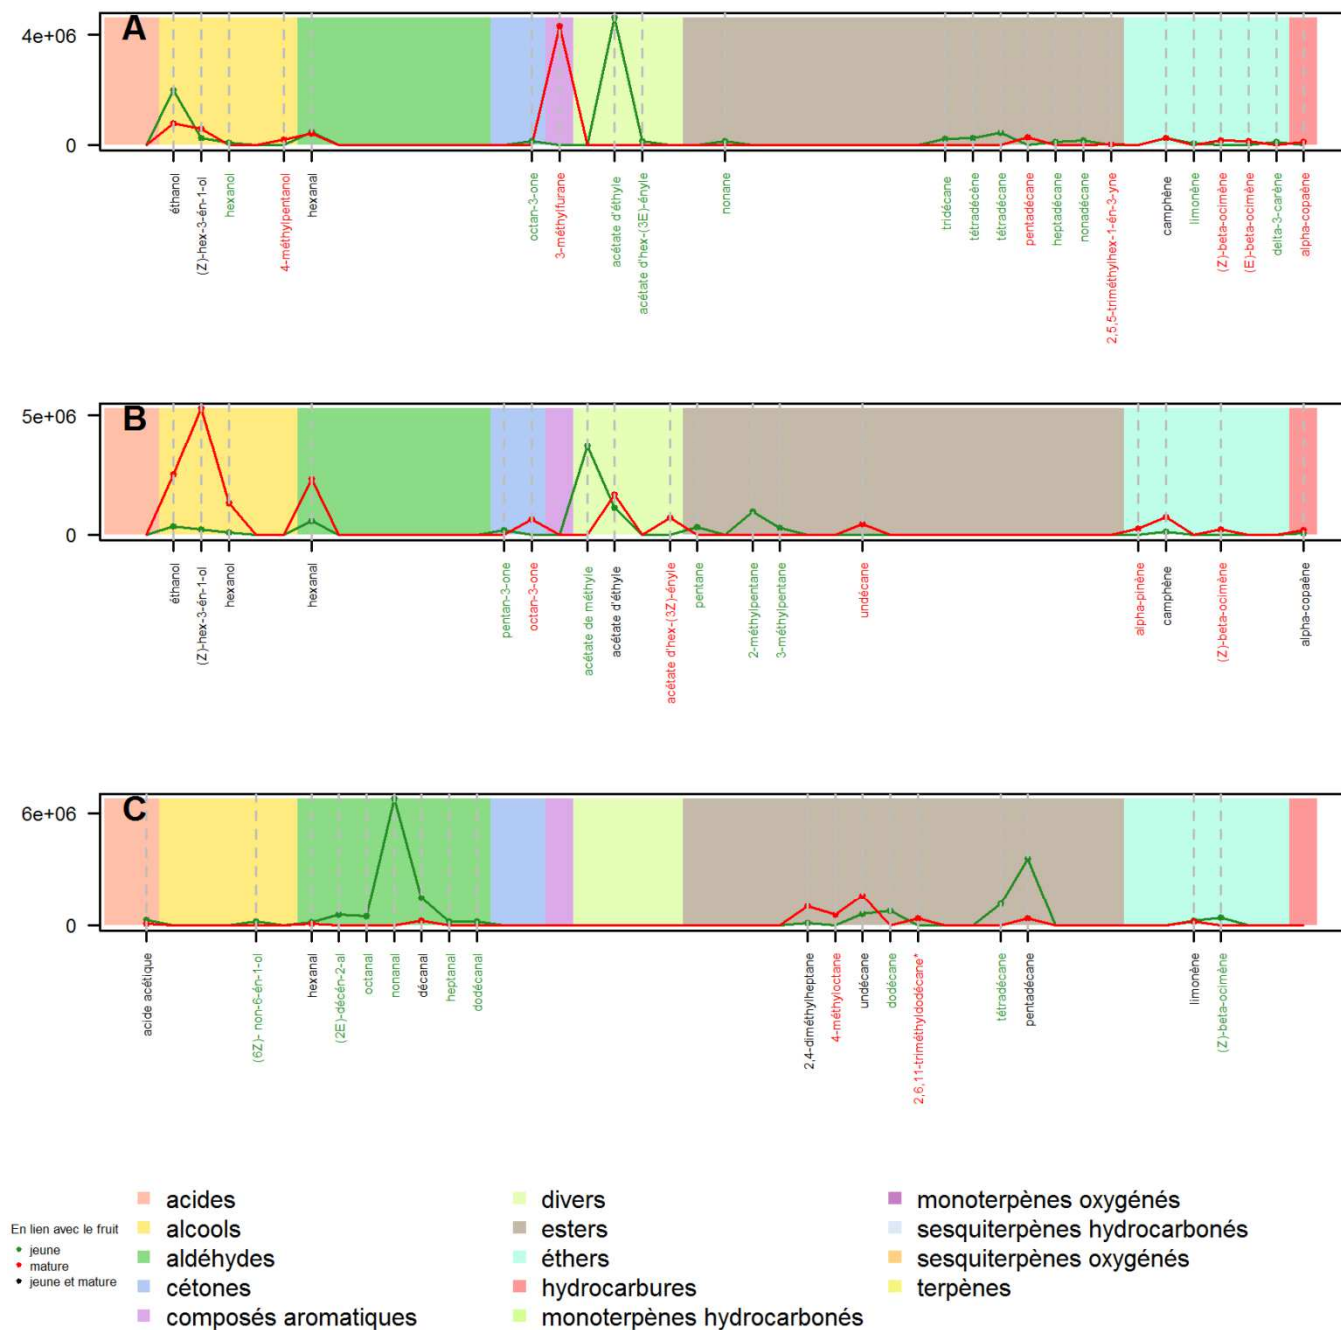 A
4e+06
0
éthanol
(Z)-hex-3-én-1-ol
hexanol
4-méthylpentanol
hexanal
octan-3-one
3-méthylfurane
acétate d'éthyle
acétate d'hex-(3E)-ényle
nonane
tridécane
tétradécène
tétradécane
pentadécane
heptadécane
nonadécane
2,5,5-triméthylhex-1-én-3-yne
camphène
limonène
(Z)-beta-ocimène
(E)-beta-ocimène
delta-3-carène
alpha-copaène
B
5e+06
0
éthanol
(Z)-hex-3-én-1-ol
hexanol
hexanal
pentan-3-one
octan-3-one
acétate de méthyle
acétate d'éthyle
acétate d'hex-(3Z)-ényle
pentane
2-méthylpentane
3-méthylpentane
undécane
alpha-pinène
camphène
(Z)-beta-ocimène
alpha-copaène
C
6e+06
0
acide acétique
(6Z)- non-6-én-1-ol
hexanal
(2E)-décén-2-al
octanal
nonanal
décanal
heptanal
dodécanal
2,4-diméthylheptane
4-méthyloctane
undécane
dodécane
2,6,11-triméthyldodécane*
tétradécane
pentadécane
limonène
(Z)-beta-ocimène
En lien avec le fruit
jeune
mature
jeune et mature
acides
alcools
aldéhydes
cétones
composés aromatiques
divers
esters
éthers
hydrocarbures
monoterpènes hydrocarbonés
monoterpènes oxygénés
sesquiterpènes hydrocarbonés
sesquiterpènes oxygénés
terpènes